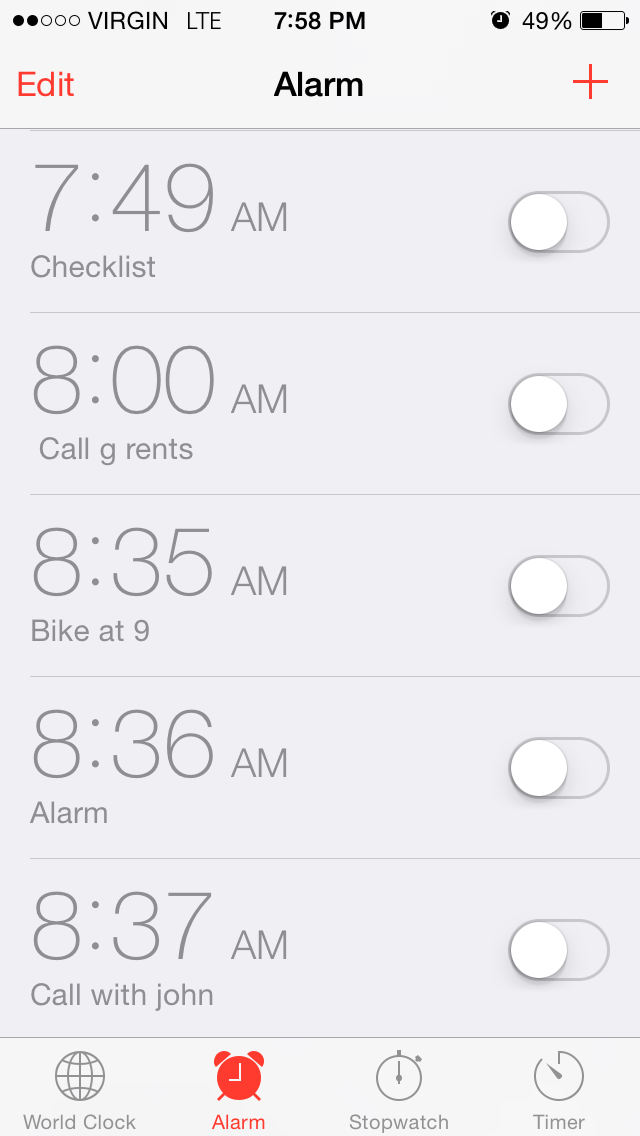 VIRGIN LTE 7:58 PM 49%
Edit Alarm +
7:49 AM
Checklist
8:00 AM
Call g rents
8:35 AM
Bike at 9
8:36 AM
Alarm
8:37 AM
Call with john
World Clock Alarm Stopwatch Timer